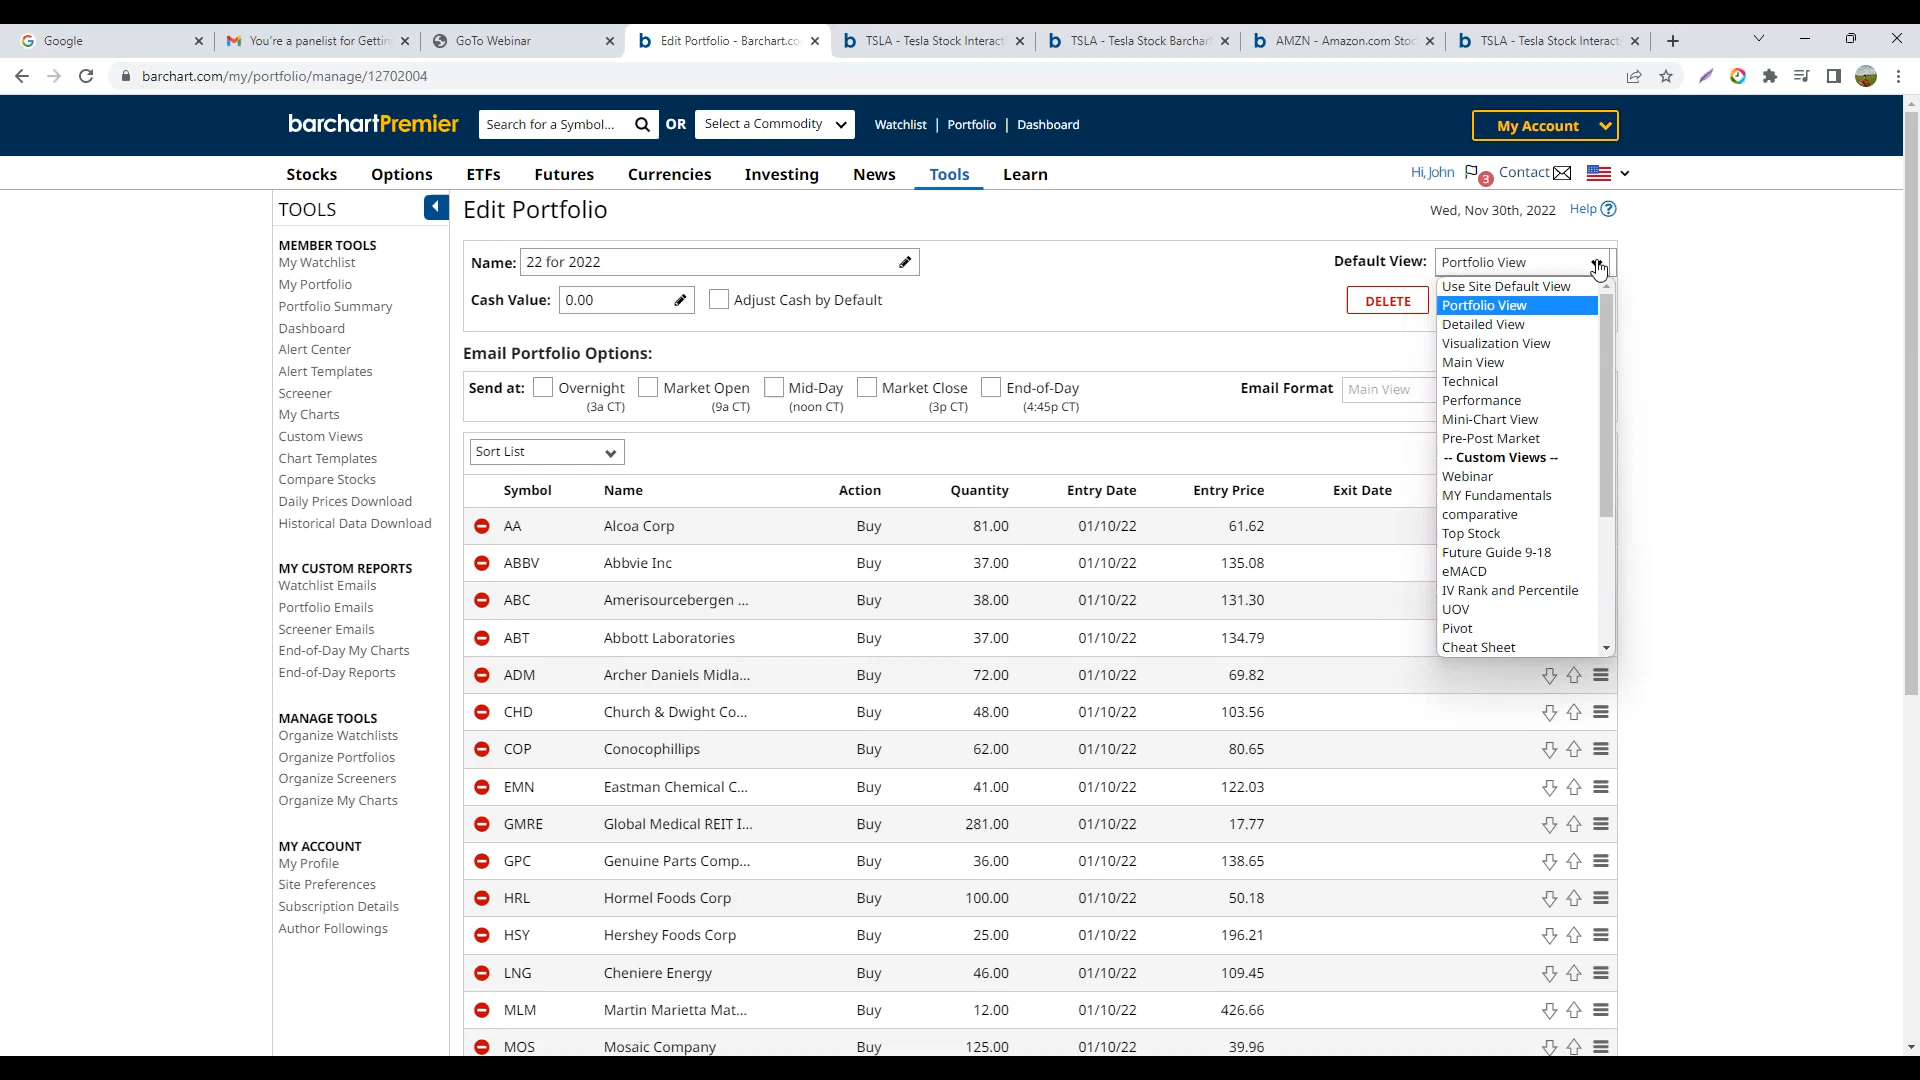 Google
You're a panelist for Gettin
GoTo Webinar
Edit Portfolio - Barchart.co
TSLA - Tesla Stock Interact
TSLA - Tesla Stock Barchar
AMZN - Amazon.com Stoc
TSLA - Tesla Stock Interact
barchart.com/my/portfolio/manage/12702004
barchartPremier
Search for a Symbol...
OR
Select a Commodity
Watchlist | Portfolio | Dashboard
My Account
Stocks Options ETFs Futures Currencies Investing News Tools Learn
Hi, John 3 Contact
TOOLS
MEMBER TOOLS
My Watchlist
My Portfolio
Portfolio Summary
Dashboard
Alert Center
Alert Templates
Screener
My Charts
Custom Views
Chart Templates
Compare Stocks
Daily Prices Download
Historical Data Download
MY CUSTOM REPORTS
Watchlist Emails
Portfolio Emails
Screener Emails
End-of-Day My Charts
End-of-Day Reports
MANAGE TOOLS
Organize Watchlists
Organize Portfolios
Organize Screeners
Organize My Charts
MY ACCOUNT
My Profile
Site Preferences
Subscription Details
Author Followings
Edit Portfolio
Wed, Nov 30th, 2022 Help ?
Name: 22 for 2022
Default View: Portfolio View
Cash Value: 0.00 Adjust Cash by Default
DELETE
Email Portfolio Options:
Send at: Overnight Market Open Mid-Day Market Close End-of-Day
(3a CT) (9a CT) (noon CT) (3p CT) (4:45p CT)
Email Format Main View
Sort List
Symbol Name Action Quantity Entry Date Entry Price Exit Date
AA Alcoa Corp Buy 81.00 01/10/22 61.62
ABBV Abbvie Inc Buy 37.00 01/10/22 135.08
ABC Amerisourcebergen ... Buy 38.00 01/10/22 131.30
ABT Abbott Laboratories Buy 37.00 01/10/22 134.79
ADM Archer Daniels Midla... Buy 72.00 01/10/22 69.82
CHD Church & Dwight Co... Buy 48.00 01/10/22 103.56
COP Conocophillips Buy 62.00 01/10/22 80.65
EMN Eastman Chemical C... Buy 41.00 01/10/22 122.03
GMRE Global Medical REIT I... Buy 281.00 01/10/22 17.77
GPC Genuine Parts Comp... Buy 36.00 01/10/22 138.65
HRL Hormel Foods Corp Buy 100.00 01/10/22 50.18
HSY Hershey Foods Corp Buy 25.00 01/10/22 196.21
LNG Cheniere Energy Buy 46.00 01/10/22 109.45
MLM Martin Marietta Mat... Buy 12.00 01/10/22 426.66
MOS Mosaic Company Buy 125.00 01/10/22 39.96
Use Site Default View
Portfolio View
Detailed View
Visualization View
Main View
Technical
Performance
Mini-Chart View
Pre-Post Market
-- Custom Views --
Webinar
MY Fundamentals
comparative
Top Stock
Future Guide 9-18
eMACD
IV Rank and Percentile
UOV
Pivot
Cheat Sheet